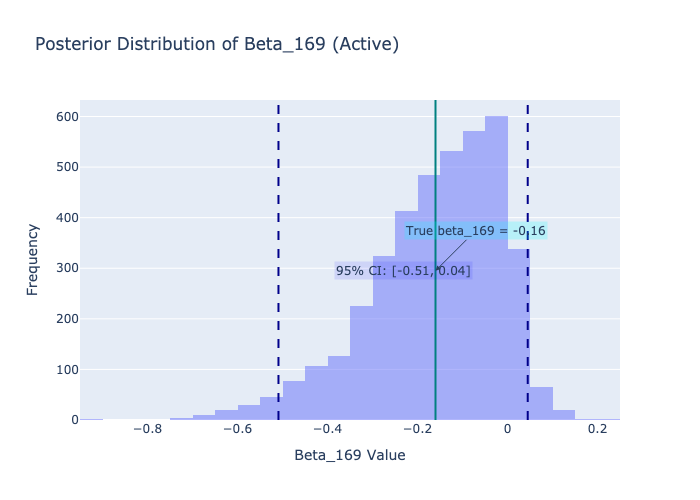 Posterior Distribution of Beta_169 (Active)
600
500
400
300
200
100
0
Frequency
True beta_169 = -0.16
95% CI: [-0.51, 0.04]
−0.8
−0.6
−0.4
−0.2
0
0.2
Beta_169 Value